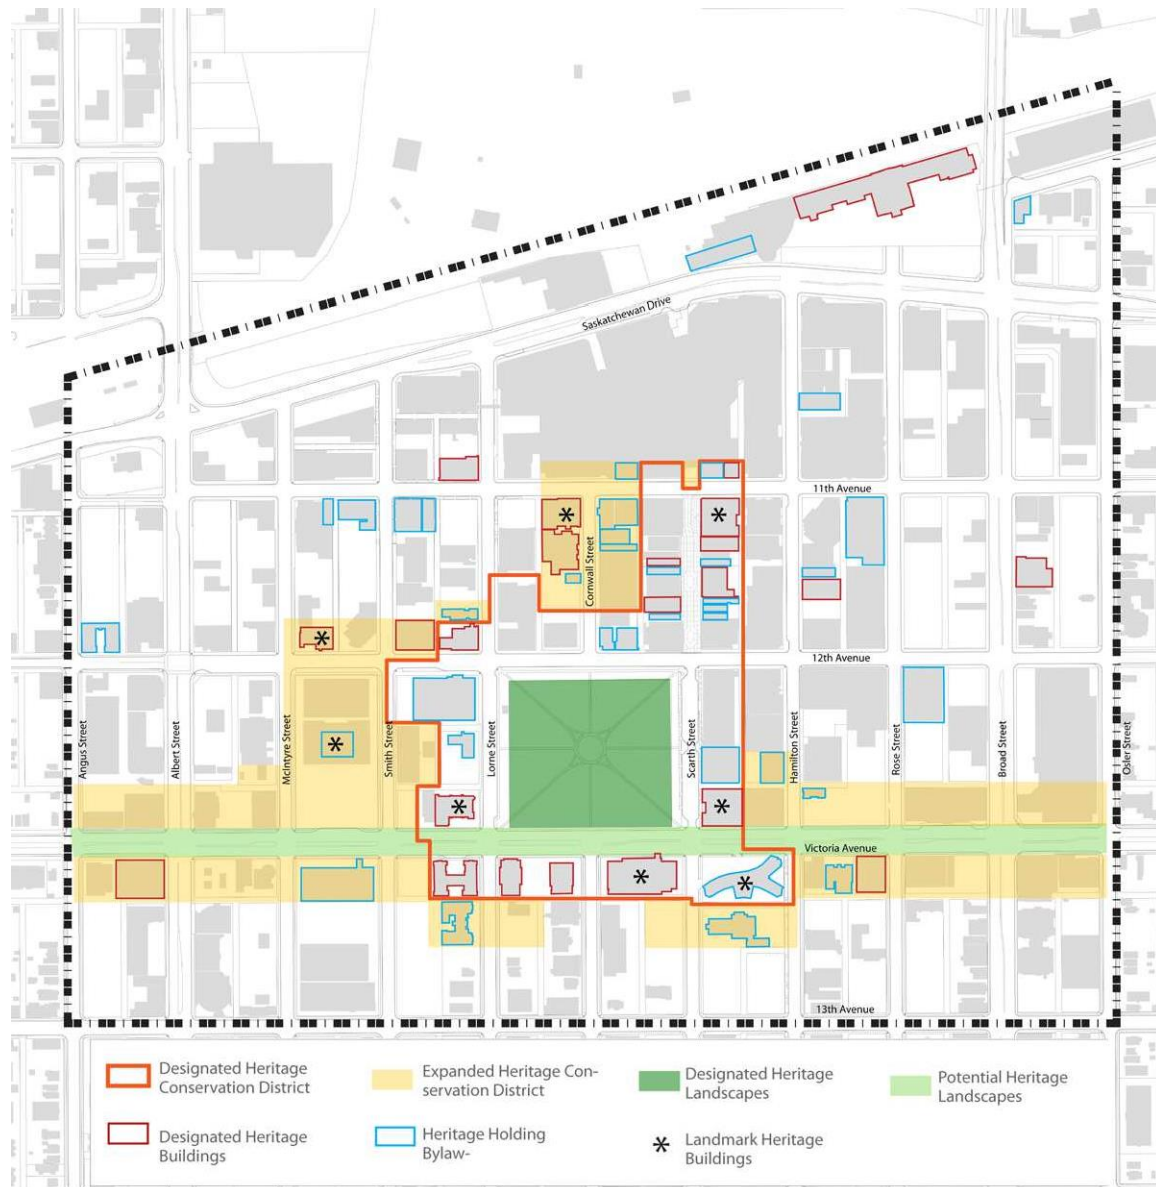 Saskatchewan Drive
11th Avenue
Cornwall Street
12th Avenue
Angus Street
Albert Street
McIntyre Street
Smith Street
Lorne Street
Scarth Street
Hamilton Street
Rose Street
Broad Street
Osler Street
Victoria Avenue
13th Avenue
Designated Heritage
Conservation District
Expanded Heritage Con-
servation District
Designated Heritage
Landscapes
Potential Heritage
Landscapes
Designated Heritage
Buildings
Heritage Holding
Bylaw-
Landmark Heritage
Buildings